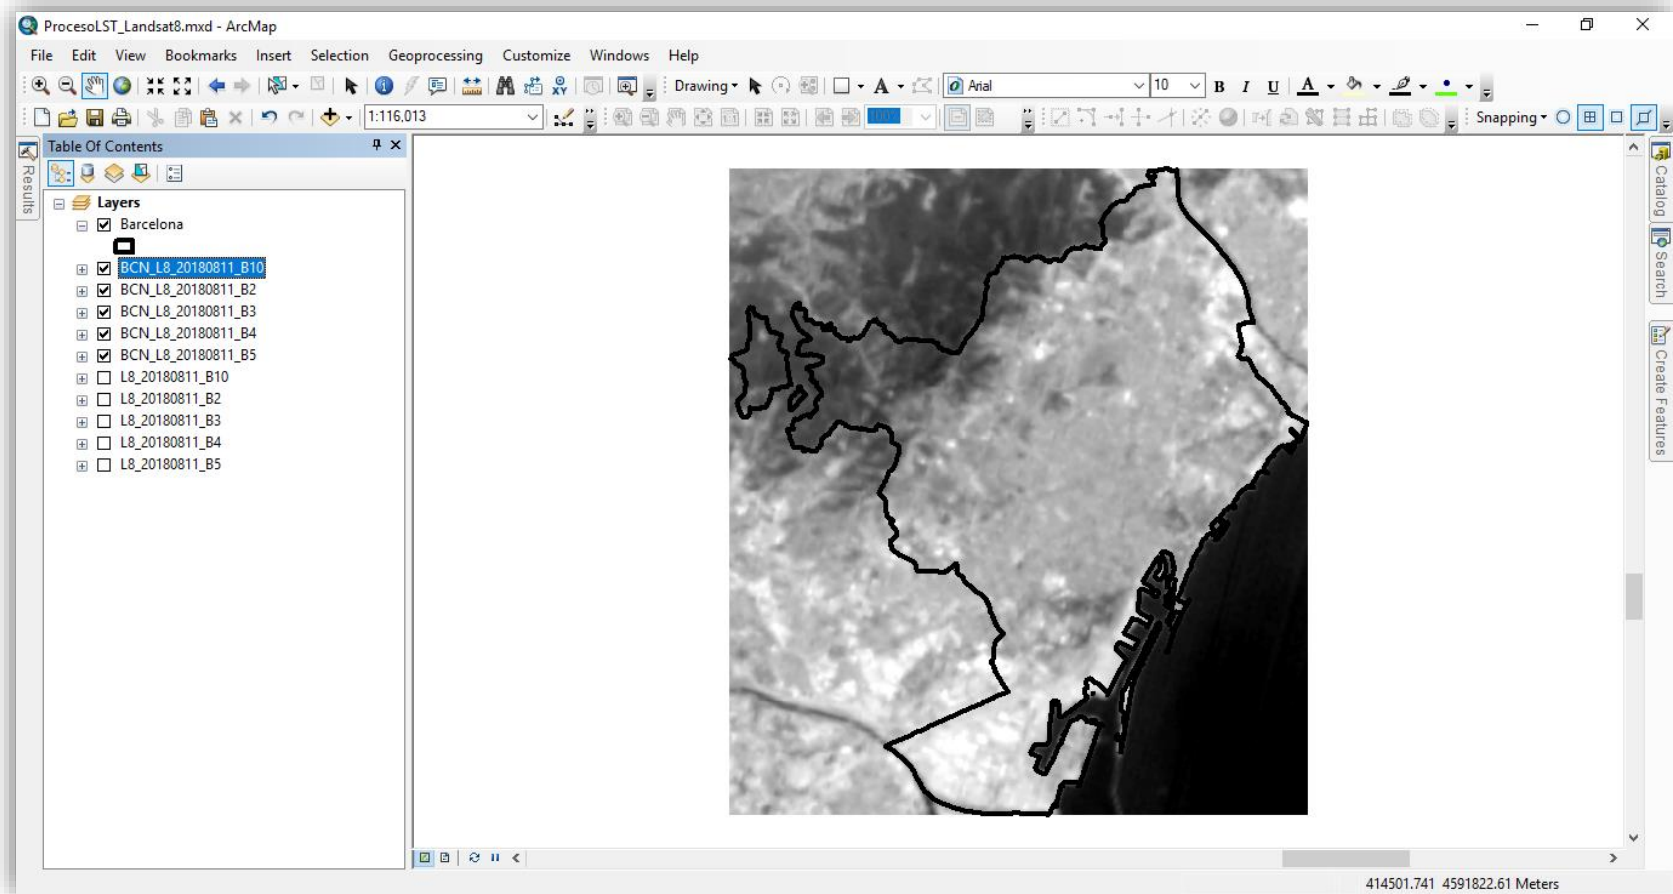 ProcesoLST_Landsat8.mxd - ArcMap
File Edit View Bookmarks Insert Selection Geoprocessing Customize Windows Help
Drawing A Arial 10 B I U A
1:116,013 100% Snapping
Results
Table Of Contents
Layers
Barcelona
BCN_L8_20180811_B10
BCN_L8_20180811_B2
BCN_L8_20180811_B3
BCN_L8_20180811_B4
BCN_L8_20180811_B5
L8_20180811_B10
L8_20180811_B2
L8_20180811_B3
L8_20180811_B4
L8_20180811_B5
Catalog
Search
Create Features
414501.741 4591822.61 Meters